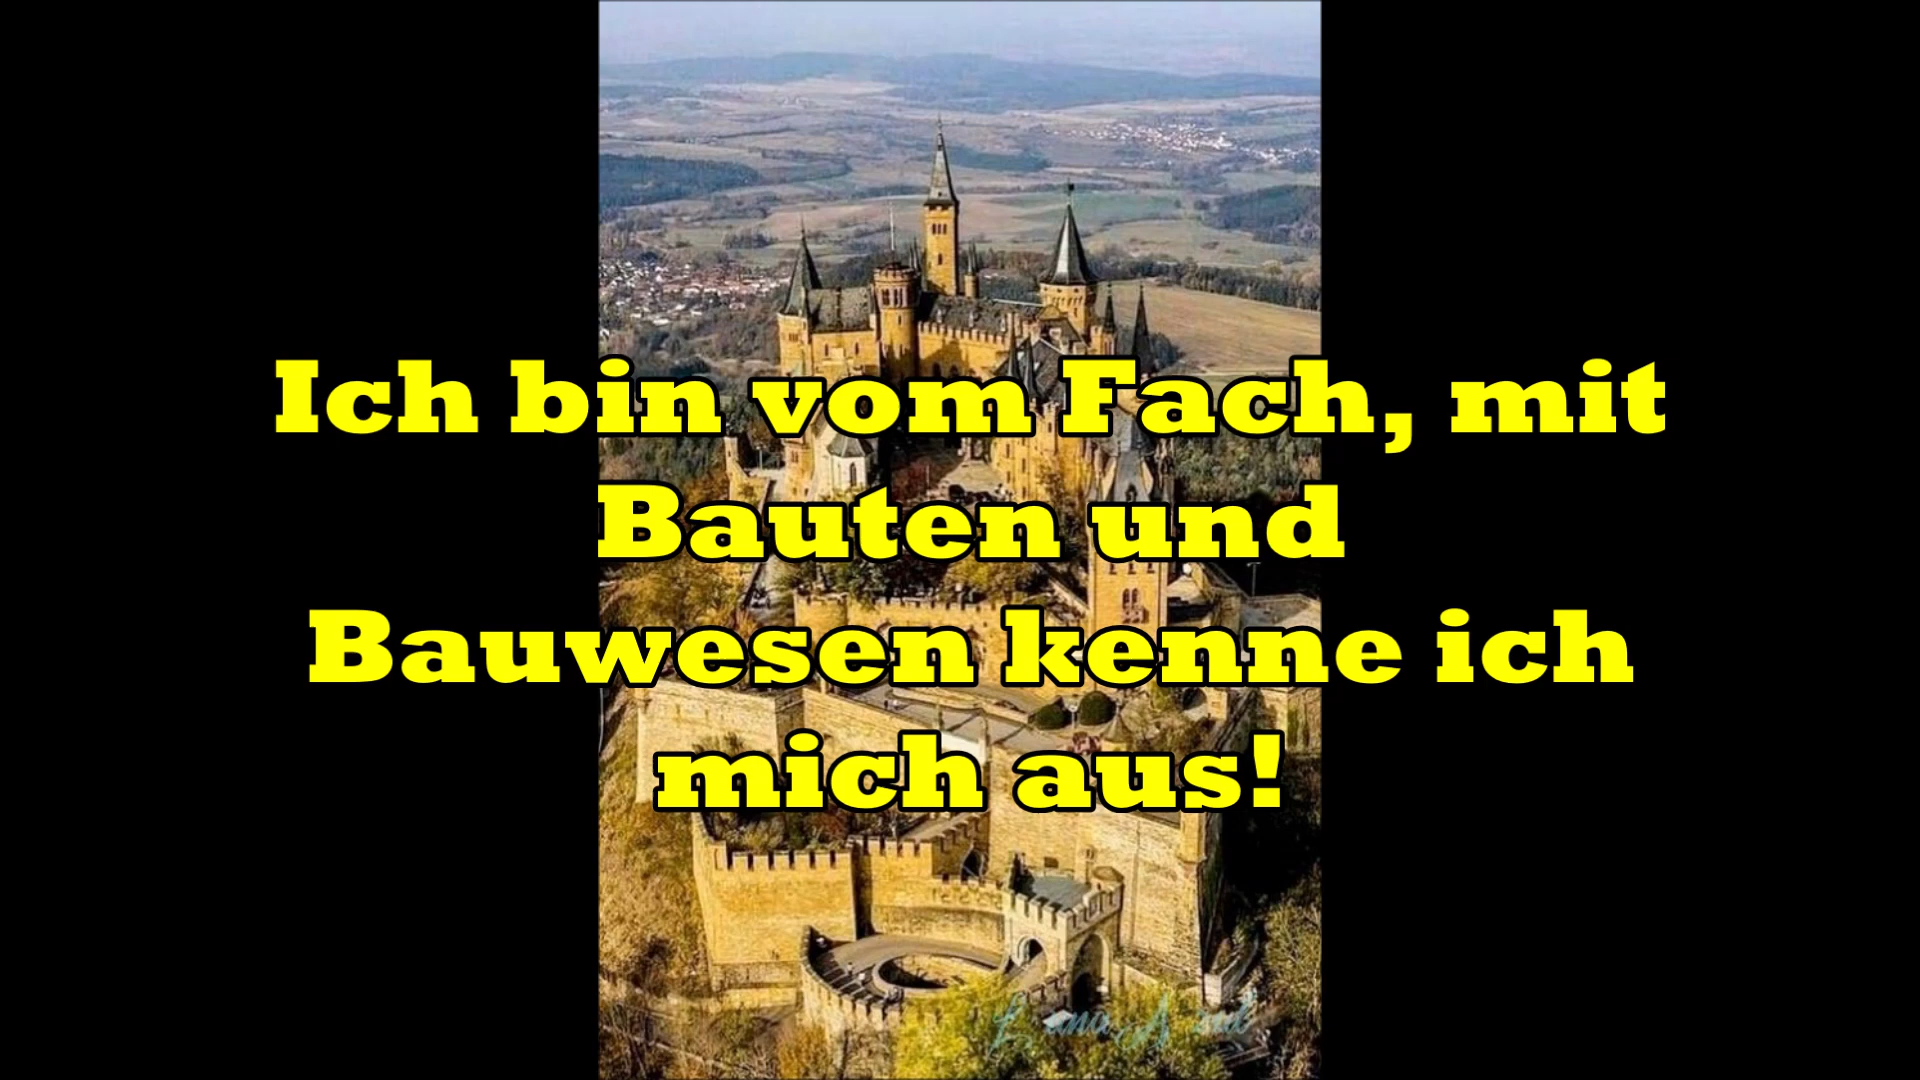 Ich bin vom Fach, mit
Bauten und
Bauwesen kenne ich
mich aus!